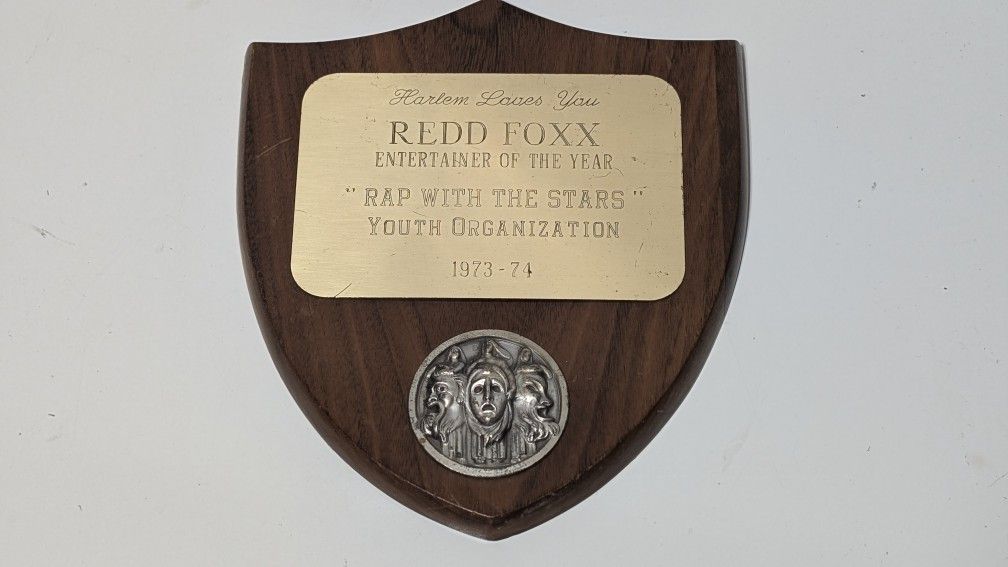 Harlem Loves You
REDD FOXX
ENTERTAINER OF THE YEAR
"RAP WITH THE STARS"
YOUTH ORGANIZATION
1973-74